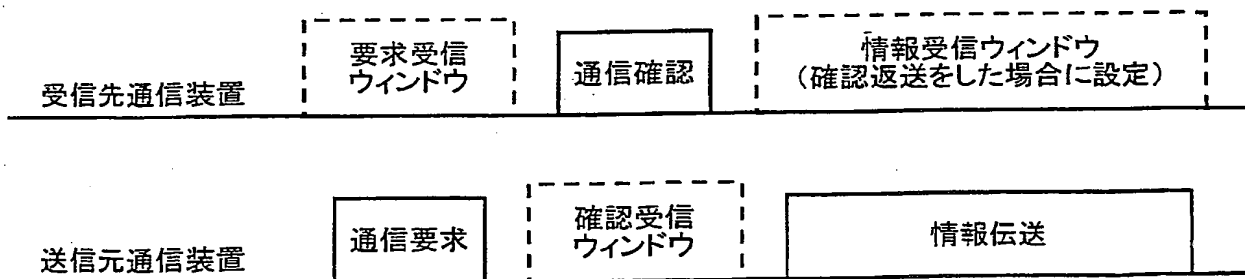 受信先通信装置
要求受信
ウィンドウ
通信確認
情報受信ウィンドウ
（確認返送をした場合に設定）
送信元通信装置
通信要求
確認受信
ウィンドウ
情報伝送